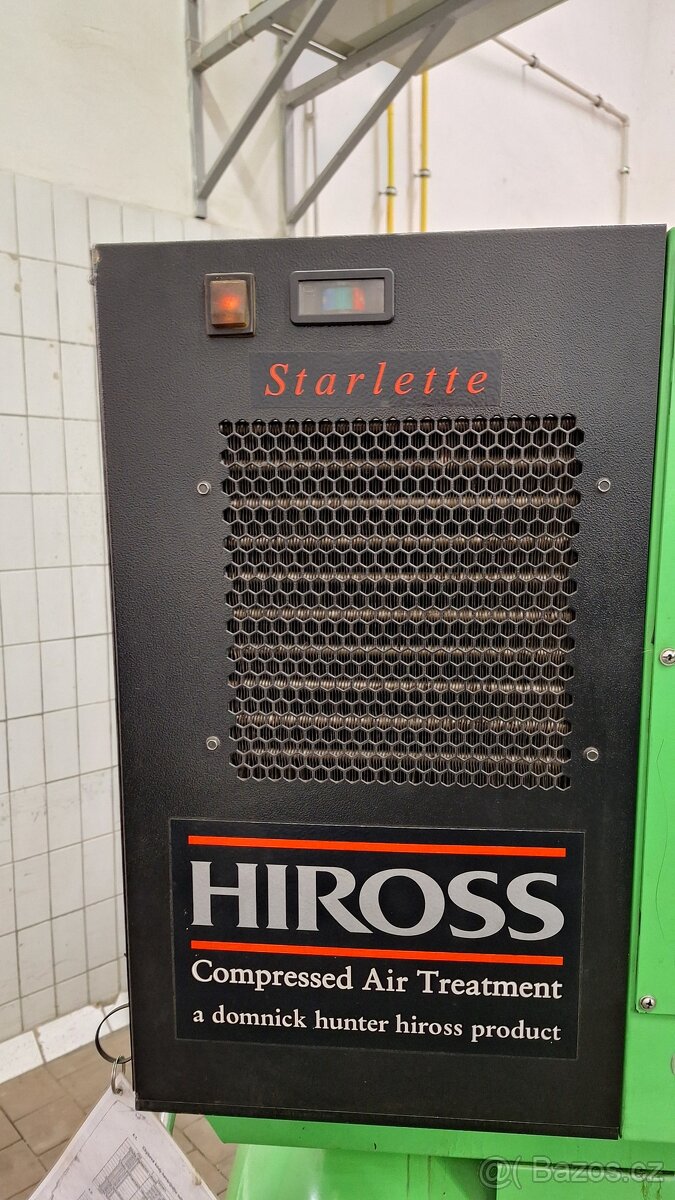 Starlette
HIROSS
Compressed Air Treatment
a domnick hunter hiross product
Bazos.cz